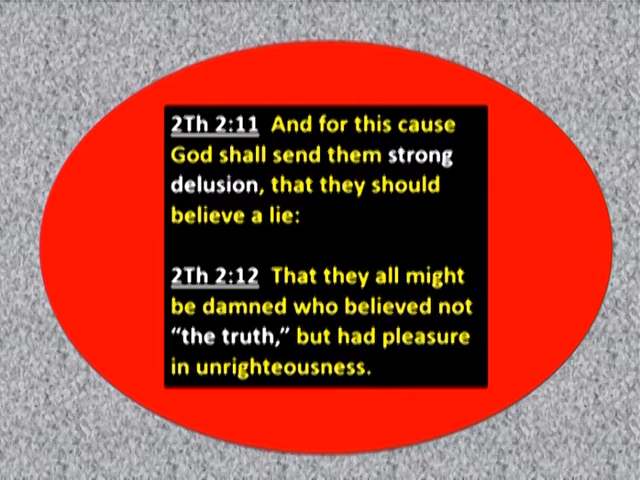 2Th 2:11 And for this cause
God shall send them strong
delusion, that they should
believe a lie:
2Th 2:12 That they all might
be damned who believed not
“the truth,” but had pleasure
in unrighteousness.